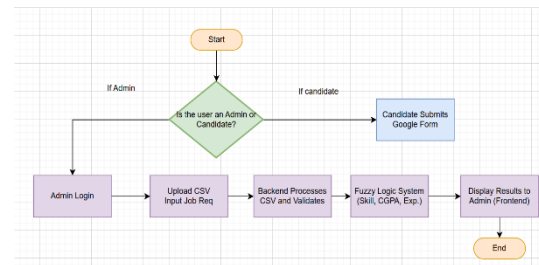 Start
If Admin
If candidate
Is the user an Admin or
Candidate?
Candidate Submits
Google Form
Admin Login
Upload CSV
Input Job Req
Backend Processes
CSV and Validates
Fuzzy Logic System
(Skill, CGPA, Exp.)
Display Results to
Admin (Frontend)
End